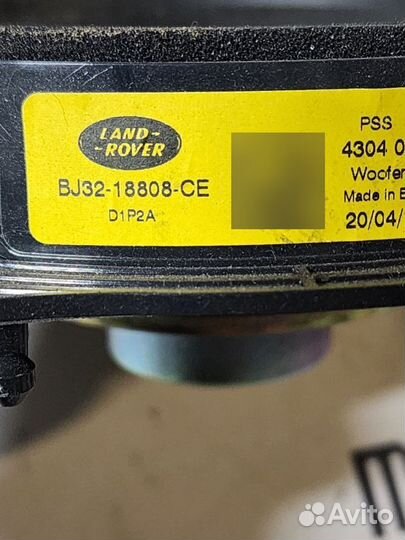 LAND-
-ROVER
BJ32-18808-CE
D1P2A
PSS
4304 0
Woofer
Made in E
20/04/
Avito